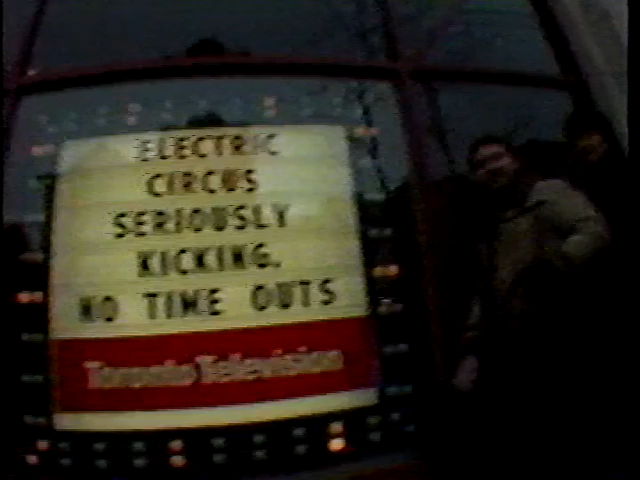 ELECTRIC
CIRCUS
SERIOUSLY
KICKING.
NO TIME OUTS
Toronto Television